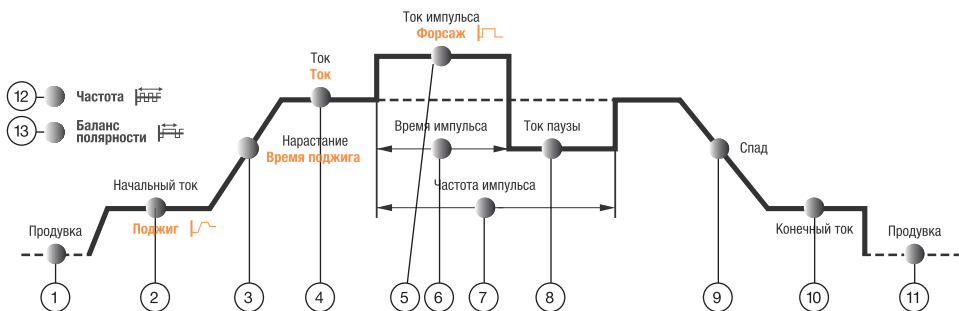 Ток импульса
Форсаж
Ток
Ток
12 Частота
13 Баланс
полярности
Время импульса
Ток паузы
Нарастание
Время поджига
Спад
Начальный ток
Частота импульса
Продувка
Поджиг
Конечный ток
Продувка
1 2 3 4 5 6 7 8 9 10 11